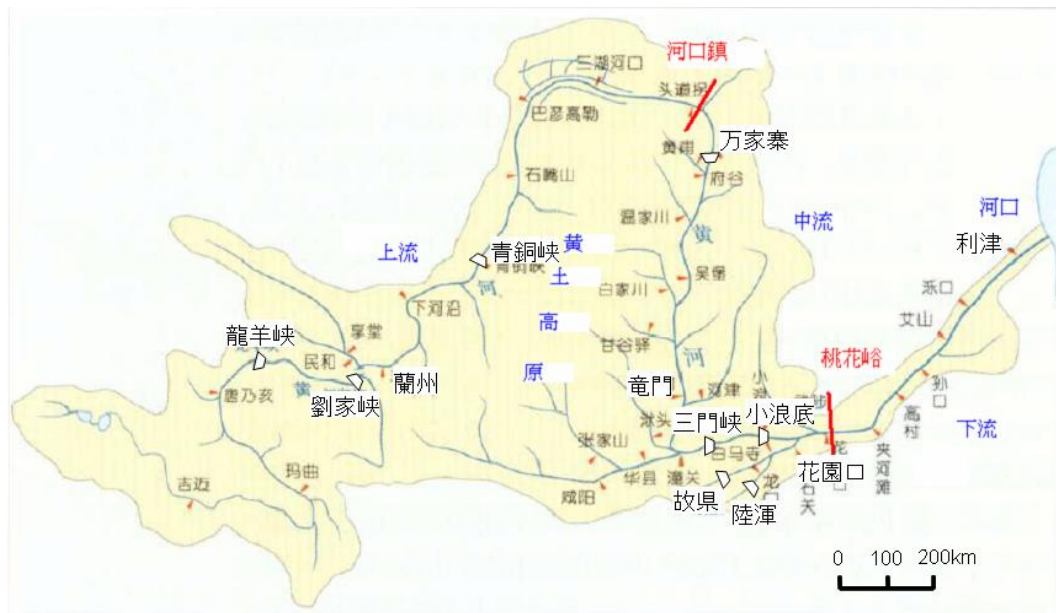 三湖河口
河口鎮
头道拐
巴彦高勒
万家寨
黄甫
石嘴山
府谷
温家川
黄
中流
河口
利津
上流
黄
青銅峡
吴堡
土
白家川
河
泺口
下河沿
艾山
高
龍羊峡
享堂
民和
甘谷驿
河
桃花峪
原
黄
蘭州
劉家峡
唐乃亥
竜門
河津
孙口
高村
下流
三門峡
小浪底
张家山
华县
潼关
白马寺
夹河滩
花園口
玛曲
吉迈
咸阳
故県
陸渾
0 100 200km